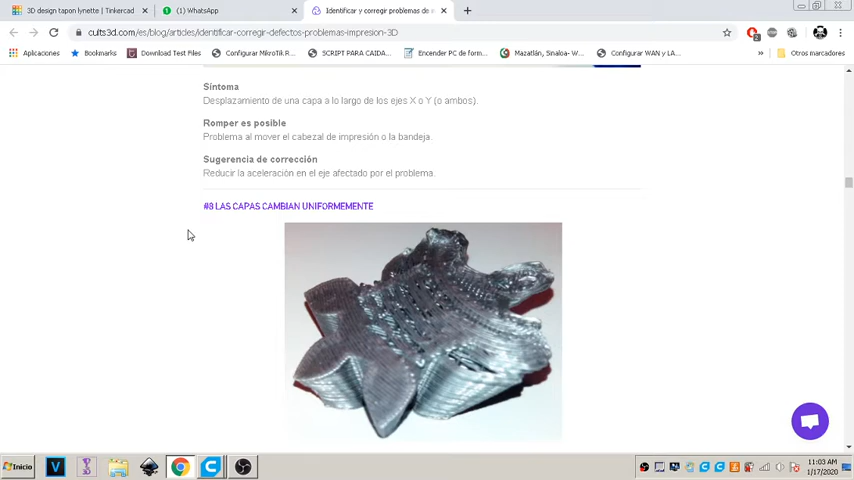 3D design tapon lynette | Tinkercad
(1) WhatsApp
Identificar y corregir problemas de
cults3d.com/es/blog/articles/identificar-corregir-defectos-problemas-impresion-3D
2
Aplicaciones
Bookmarks
Download Test Files
Configurar MikroTiK R...
SCRIPT PARA CAIDA...
Encender PC de form...
Mazatlán, Sinaloa- W...
Configurar WAN y LA...
»
Otros marcadores
Síntoma
Desplazamiento de una capa a lo largo de los ejes X o Y (o ambos).
Romper es posible
Problema al mover el cabezal de impresión o la bandeja.
Sugerencia de corrección
Reducir la aceleración en el eje afectado por el problema.
#8 LAS CAPAS CAMBIAN UNIFORMEMENTE
Inicio
11:03 AM
1/17/2020